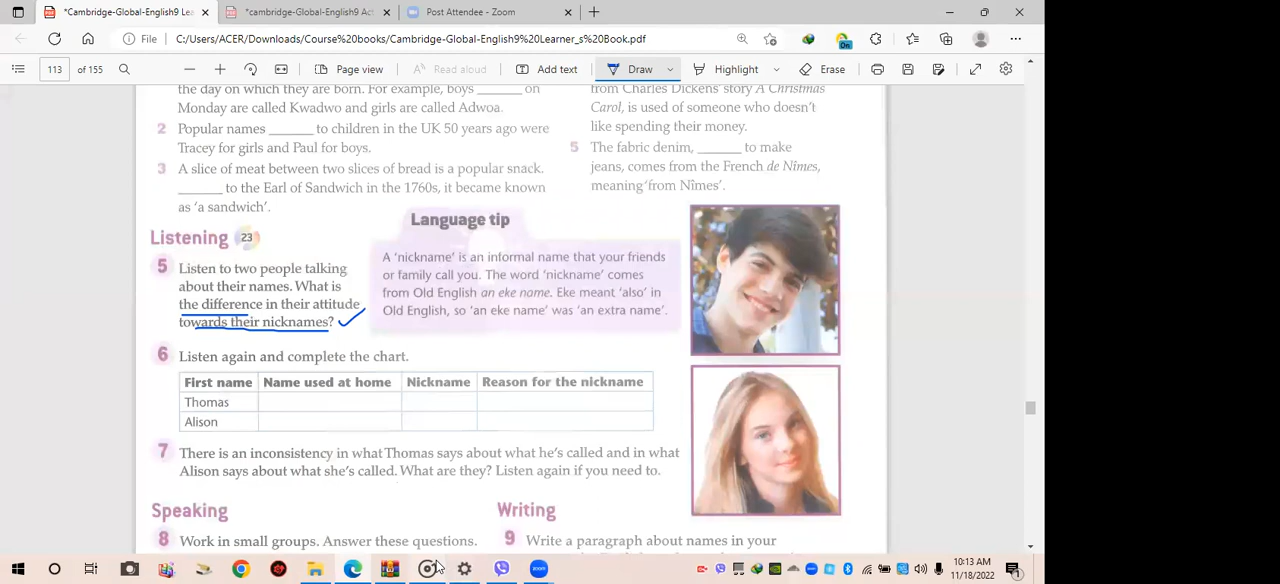 *Cambridge-Global-English9 Lea
*cambridge-Global-English9 Act
Post Attendee - Zoom
File
C:/Users/ACER/Downloads/Course%20books/Cambridge-Global-English9%20Learner_s%20Book.pdf
On
113 of 155
Page view
Read aloud
Add text
Draw
Highlight
Erase
the day on which they are born. For example, boys ______ on
Monday are called Kwadwo and girls are called Adwoa.
2 Popular names ______ to children in the UK 50 years ago were
Tracey for girls and Paul for boys.
3 A slice of meat between two slices of bread is a popular snack.
______ to the Earl of Sandwich in the 1760s, it became known
as 'a sandwich'.
from Charles Dickens' story A Christmas
Carol, is used of someone who doesn't
like spending their money.
5 The fabric denim, ______ to make
jeans, comes from the French de Nîmes,
meaning 'from Nîmes'.
Listening 23
5 Listen to two people talking
about their names. What is
the difference in their attitude
towards their nicknames?
Language tip
A 'nickname' is an informal name that your friends
or family call you. The word 'nickname' comes
from Old English an eke name. Eke meant 'also' in
Old English, so 'an eke name' was 'an extra name'.
6 Listen again and complete the chart.
First name Name used at home Nickname Reason for the nickname
Thomas
Alison
7 There is an inconsistency in what Thomas says about what he's called and in what
Alison says about what she's called. What are they? Listen again if you need to.
Speaking
8 Work in small groups. Answer these questions.
Writing
9 Write a paragraph about names in your
zoom
10:13 AM
11/18/2022
1